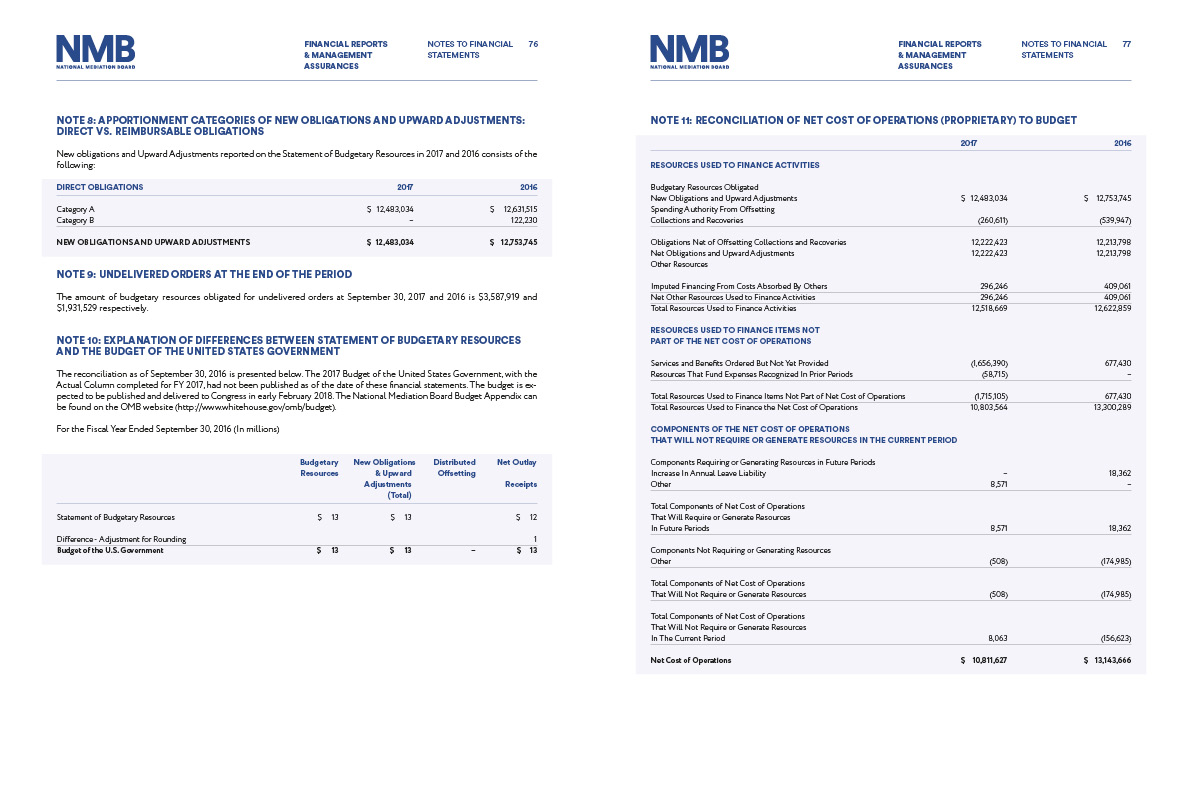 NMB
NATIONAL MEDIATION BOARD
FINANCIAL REPORTS
& MANAGEMENT
ASSURANCES
NOTES TO FINANCIAL
STATEMENTS
76
NOTE 8: APPORTIONMENT CATEGORIES OF NEW OBLIGATIONS AND UPWARD ADJUSTMENTS:
DIRECT VS. REIMBURSABLE OBLIGATIONS
New obligations and Upward Adjustments reported on the Statement of Budgetary Resources in 2017 and 2016 consists of the
following:
DIRECT OBLIGATIONS 2017 2016
Category A $ 12,483,034 $ 12,631,515
Category B – 122,230
NEW OBLIGATIONS AND UPWARD ADJUSTMENTS $ 12,483,034 $ 12,753,745
NOTE 9: UNDELIVERED ORDERS AT THE END OF THE PERIOD
The amount of budgetary resources obligated for undelivered orders at September 30, 2017 and 2016 is $3,587,919 and
$1,931,529 respectively.
NOTE 10: EXPLANATION OF DIFFERENCES BETWEEN STATEMENT OF BUDGETARY RESOURCES
AND THE BUDGET OF THE UNITED STATES GOVERNMENT
The reconciliation as of September 30, 2016 is presented below. The 2017 Budget of the United States Government, with the
Actual Column completed for FY 2017, had not been published as of the date of these financial statements. The budget is ex-
pected to be published and delivered to Congress in early February 2018. The National Mediation Board Budget Appendix can
be found on the OMB website (http://www.whitehouse.gov/omb/budget).
For the Fiscal Year Ended September 30, 2016 (In millions)
Budgetary New Obligations Distributed Net Outlay
Resources & Upward Offsetting
Adjustments Receipts
(Total)
Statement of Budgetary Resources $ 13 $ 13 $ 12
Difference - Adjustment for Rounding 1
Budget of the U.S. Government $ 13 $ 13 – $ 13
NMB
NATIONAL MEDIATION BOARD
FINANCIAL REPORTS
& MANAGEMENT
ASSURANCES
NOTES TO FINANCIAL
STATEMENTS
77
NOTE 11: RECONCILIATION OF NET COST OF OPERATIONS (PROPRIETARY) TO BUDGET
2017 2016
RESOURCES USED TO FINANCE ACTIVITIES
Budgetary Resources Obligated
New Obligations and Upward Adjustments $ 12,483,034 $ 12,753,745
Spending Authority From Offsetting
Collections and Recoveries (260,611) (539,947)
Obligations Net of Offsetting Collections and Recoveries 12,222,423 12,213,798
Net Obligations and Upward Adjustments 12,222,423 12,213,798
Other Resources
Imputed Financing From Costs Absorbed By Others 296,246 409,061
Net Other Resources Used to Finance Activities 296,246 409,061
Total Resources Used to Finance Activities 12,518,669 12,622,859
RESOURCES USED TO FINANCE ITEMS NOT
PART OF THE NET COST OF OPERATIONS
Services and Benefits Ordered But Not Yet Provided (1,656,390) 677,430
Resources That Fund Expenses Recognized In Prior Periods (58,715) –
Total Resources Used to Finance Items Not Part of Net Cost of Operations (1,715,105) 677,430
Total Resources Used to Finance the Net Cost of Operations 10,803,564 13,300,289
COMPONENTS OF THE NET COST OF OPERATIONS
THAT WILL NOT REQUIRE OR GENERATE RESOURCES IN THE CURRENT PERIOD
Components Requiring or Generating Resources in Future Periods
Increase In Annual Leave Liability – 18,362
Other 8,571 –
Total Components of Net Cost of Operations
That Will Require or Generate Resources
In Future Periods 8,571 18,362
Components Not Requiring or Generating Resources
Other (508) (174,985)
Total Components of Net Cost of Operations
That Will Not Require or Generate Resources (508) (174,985)
Total Components of Net Cost of Operations
That Will Not Require or Generate Resources
In The Current Period 8,063 (156,623)
Net Cost of Operations $ 10,811,627 $ 13,143,666